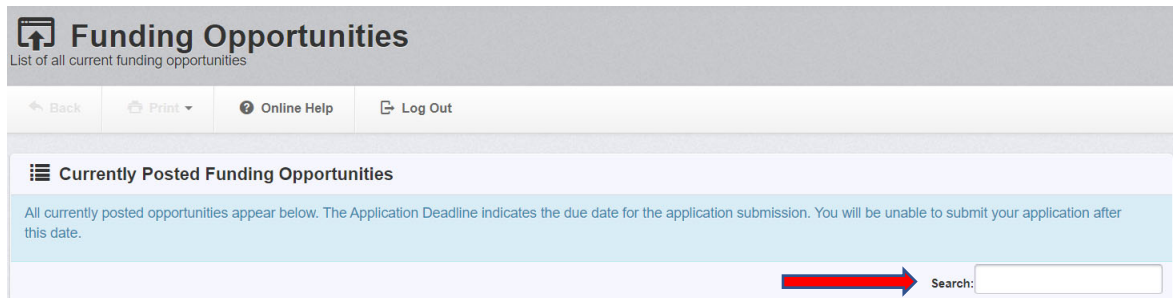 Funding Opportunities
List of all current funding opportunities
Back Print Online Help Log Out
Currently Posted Funding Opportunities
All currently posted opportunities appear below. The Application Deadline indicates the due date for the application submission. You will be unable to submit your application after
this date.
Search: